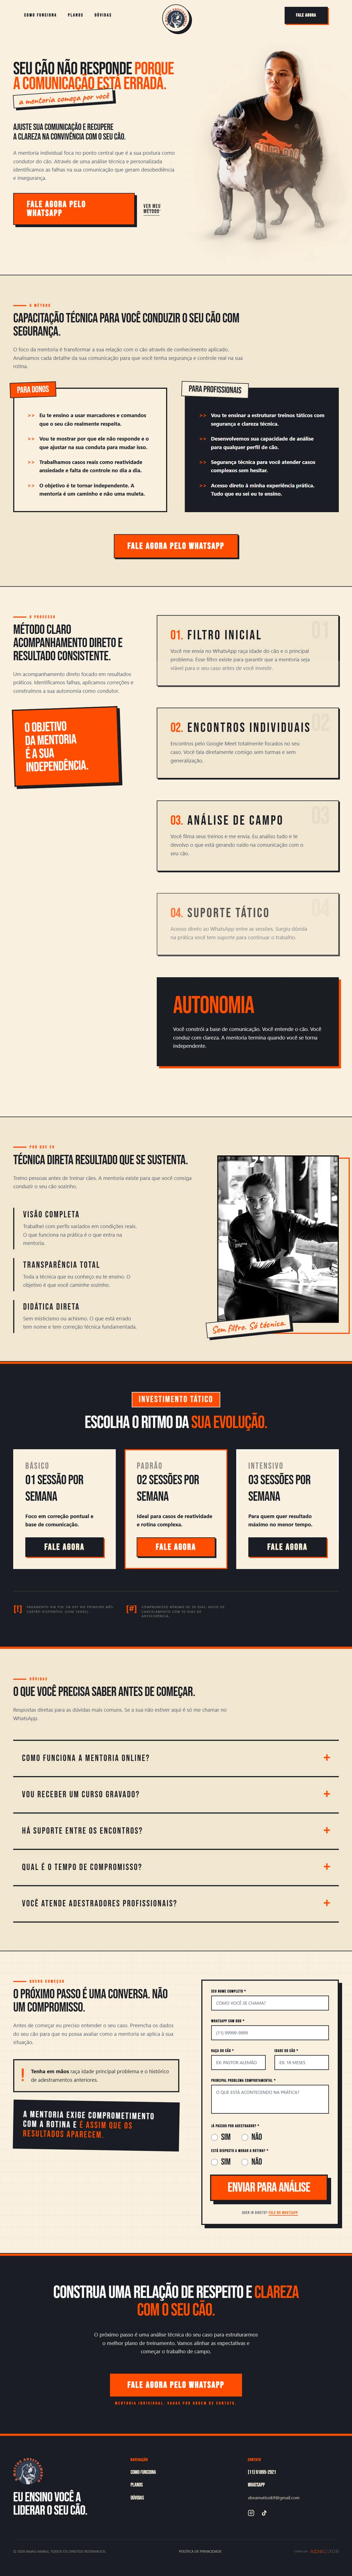 COMO FUNCIONA
PLANOS
DÚVIDAS
FALE AGORA
SEU CÃO NÃO RESPONDE PORQUE
A COMUNICAÇÃO ESTÁ ERRADA.
a mentoria começa por você
AJUSTE SUA COMUNICAÇÃO E RECUPERE
A CLAREZA NA CONVIVÊNCIA COM O SEU CÃO.
A mentoria individual foca no ponto central que é a sua postura como
condutor do cão. Através de uma análise técnica e personalizada
identificamos as falhas na sua comunicação que geram desobediência
e insegurança.
FALE AGORA PELO
WHATSAPP
VER MEU
MÉTODO
O MÉTODO
CAPACITAÇÃO TÉCNICA PARA VOCÊ CONDUZIR O SEU CÃO COM
SEGURANÇA.
O foco da mentoria é transformar a sua relação com o cão através de conhecimento aplicado.
Analisamos cada detalhe da sua comunicação para que você tenha segurança e controle real na sua
rotina.
PARA DONOS
>> Eu te ensino a usar marcadores e comandos
que o seu cão realmente respeita.
>> Vou te mostrar por que ele não responde e o
que ajustar na sua conduta para mudar isso.
>> Trabalhamos casos reais como reatividade
ansiedade e falta de controle no dia a dia.
>> O objetivo é te tornar independente. A
mentoria é um caminho e não uma muleta.
PARA PROFISSIONAIS
>> Vou te ensinar a estruturar treinos táticos com
segurança e clareza técnica.
>> Desenvolvemos sua capacidade de análise
para qualquer perfil de cão.
>> Segurança técnica para você atender casos
complexos sem hesitar.
>> Acesso direto à minha experiência prática.
Tudo que eu sei eu te ensino.
FALE AGORA PELO WHATSAPP
O PROCESSO
MÉTODO CLARO
ACOMPANHAMENTO DIRETO E
RESULTADO CONSISTENTE.
Um acompanhamento direto focado em resultados
práticos. Identificamos falhas, aplicamos correções e
construímos a sua autonomia como condutor.
O OBJETIVO
DA MENTORIA
É A SUA
INDEPENDÊNCIA.
01
01. FILTRO INICIAL
Você me envia no WhatsApp raça idade do cão e o principal
problema. Esse filtro existe para garantir que a mentoria seja
viável para o seu caso antes de você investir.
02
02. ENCONTROS INDIVIDUAIS
Encontros pelo Google Meet totalmente focados no seu
caso. Você fala diretamente comigo sem turmas e sem
generalização.
03
03. ANÁLISE DE CAMPO
Você filma seus treinos e me envia. Eu analiso tudo e te
devolvo o que está gerando ruído na comunicação com o
seu cão.
04
04. SUPORTE TÁTICO
Acesso direto ao WhatsApp entre as sessões. Surgiu dúvida
na prática você tem suporte para continuar o trabalho.
AUTONOMIA
Você constrói a base de comunicação. Você entende o cão. Você
conduz com clareza. A mentoria termina quando você se torna
independente.
POR QUE EU
TÉCNICA DIRETA RESULTADO QUE SE SUSTENTA.
Treino pessoas antes de treinar cães. A mentoria existe para que você consiga
conduzir o seu cão sozinho.
VISÃO COMPLETA
Trabalhei com perfis variados em condições reais.
O que funciona na prática é o que entra na
mentoria.
TRANSPARÊNCIA TOTAL
Toda a técnica que eu conheço eu te ensino. O
objetivo é que você caminhe sozinho.
DIDÁTICA DIRETA
Sem misticismo ou achismo. O que está errado
tem nome e tem correção técnica fundamentada.
Sem filtro. Só técnica.
INVESTIMENTO TÁTICO
ESCOLHA O RITMO DA SUA EVOLUÇÃO.
BÁSICO
01 SESSÃO POR
SEMANA
Foco em correção pontual e
base de comunicação.
FALE AGORA
PADRÃO
02 SESSÕES POR
SEMANA
Ideal para casos de reatividade
e rotina complexa.
FALE AGORA
INTENSIVO
03 SESSÕES POR
SEMANA
Para quem quer resultado
máximo no menor tempo.
FALE AGORA
[!]
[#]
DÚVIDAS
O QUE VOCÊ PRECISA SABER ANTES DE COMEÇAR.
Respostas diretas para as dúvidas mais comuns. Se a sua não estiver aqui é só me chamar no
WhatsApp.
COMO FUNCIONA A MENTORIA ONLINE? +
VOU RECEBER UM CURSO GRAVADO? +
HÁ SUPORTE ENTRE OS ENCONTROS? +
QUAL É O TEMPO DE COMPROMISSO? +
VOCÊ ATENDE ADESTRADORES PROFISSIONAIS? +
QUERO COMEÇAR
O PRÓXIMO PASSO É UMA CONVERSA. NÃO
UM COMPROMISSO.
Antes de começar eu preciso entender o seu caso. Preencha os dados
do seu cão para que eu possa avaliar como a mentoria se aplica à sua
situação.
! Tenha em mãos raça idade principal problema e o histórico
de adestramentos anteriores.
A MENTORIA EXIGE COMPROMETIMENTO
COM A ROTINA E É ASSIM QUE OS
RESULTADOS APARECEM.
SEU NOME COMPLETO *
COMO VOCÊ SE CHAMA?
WHATSAPP COM DDD *
(11) 99999-9999
RAÇA DO CÃO *
EX: PASTOR ALEMÃO
IDADE DO CÃO *
EX: 18 MESES
PRINCIPAL PROBLEMA COMPORTAMENTAL *
O QUE ESTÁ ACONTECENDO NA PRÁTICA?
JÁ PASSOU POR ADESTRADOR? *
SIM
NÃO
ESTÁ DISPOSTO A MUDAR A ROTINA? *
SIM
NÃO
ENVIAR PARA ANÁLISE
QUER IR DIRETO? FALE NO WHATSAPP
CONSTRUA UMA RELAÇÃO DE RESPEITO E CLAREZA
COM O SEU CÃO.
O próximo passo é uma análise técnica do seu caso para estruturarmos
o melhor plano de treinamento. Vamos alinhar as expectativas e
começar o trabalho de campo.
FALE AGORA PELO WHATSAPP
MENTORIA INDIVIDUAL. VAGAS POR ORDEM DE CONTATO.
EU ENSINO VOCÊ A
LIDERAR O SEU CÃO.
NAVEGAÇÃO
COMO FUNCIONA
PLANOS
DÚVIDAS
CONTATO
WHATSAPP
POLÍTICA DE PRIVACIDADE